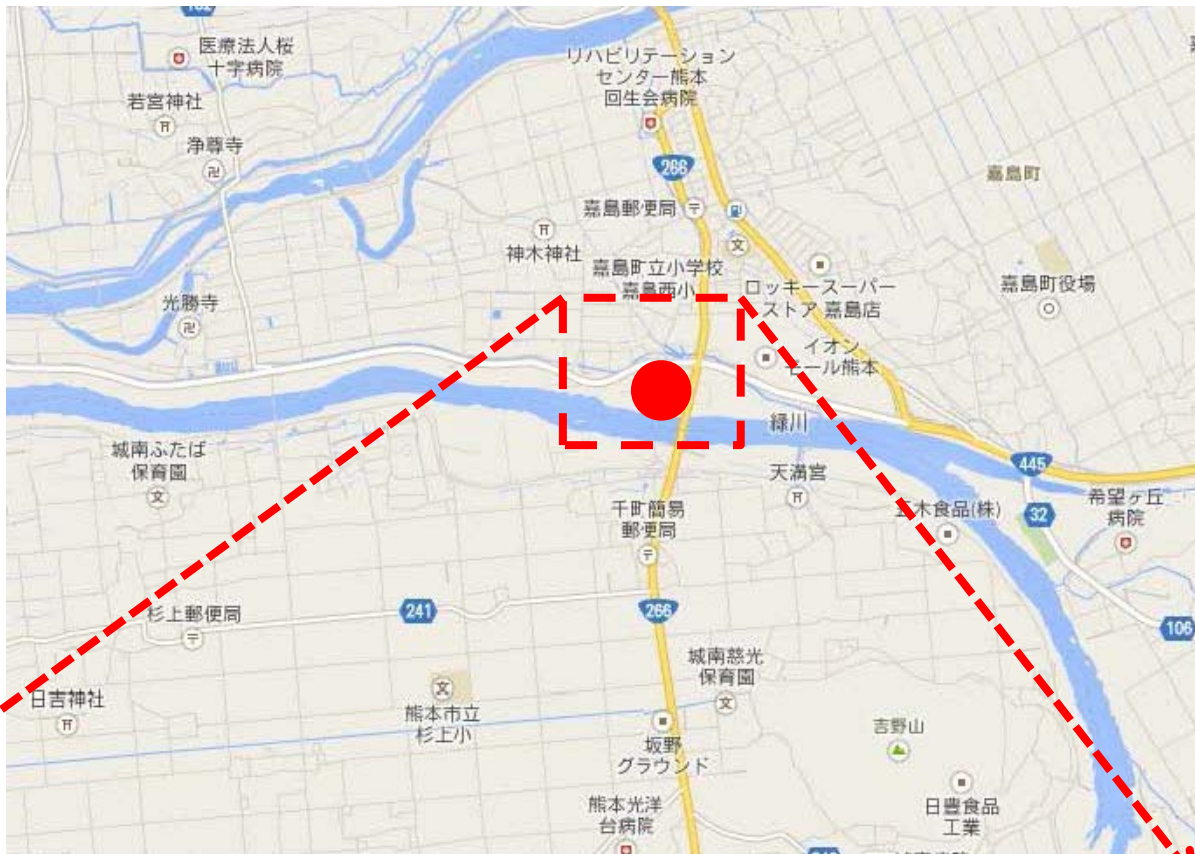 医療法人桜
十字病院
リハビリテーション
センター熊本
回生会病院
若宮神社
浄尊寺
266
嘉島町
嘉島郵便局
神木神社
嘉島町立小学校
嘉島西小
ロッキースーパー
ストア 嘉島店
嘉島町役場
光勝寺
イオン
モール熊本
緑川
城南ふたば
保育園
天満宮
445
希望ヶ丘
病院
千町簡易
郵便局
五木食品(株)
32
杉上郵便局
241
266
106
城南慈光
保育園
日吉神社
熊本市立
杉上小
坂野
グラウンド
吉野山
熊本光洋
台病院
日豊食品
工業